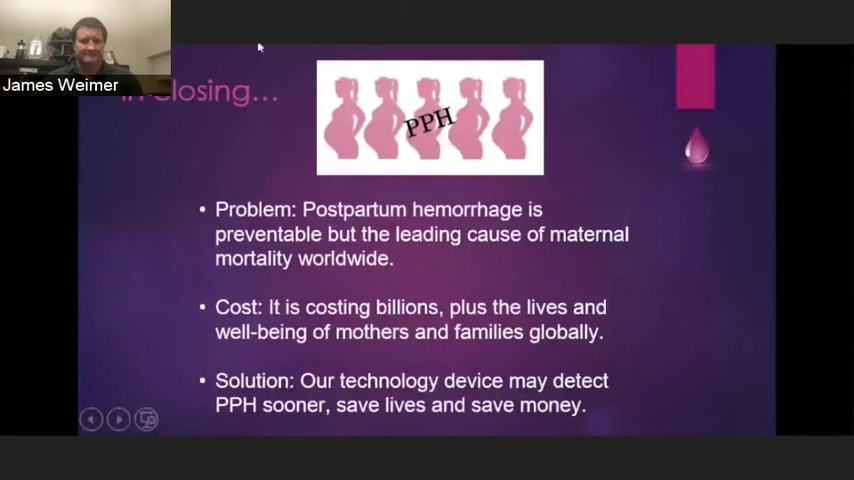 James Weimer
In Closing...
PPH
• Problem: Postpartum hemorrhage is
preventable but the leading cause of maternal
mortality worldwide.
• Cost: It is costing billions, plus the lives and
well-being of mothers and families globally.
• Solution: Our technology device may detect
PPH sooner, save lives and save money.